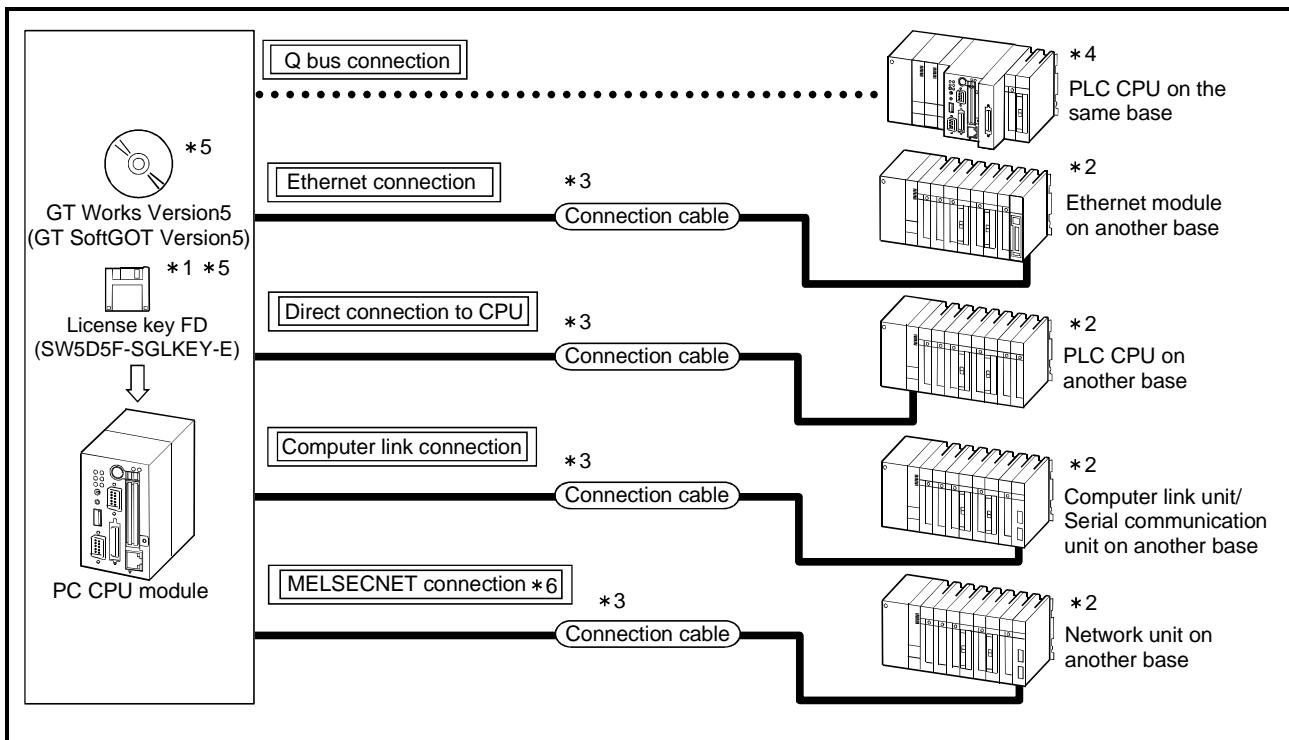 Q bus connection
*4
PLC CPU on the
same base
*5
GT Works Version5
(GT SoftGOT Version5)
*1 *5
License key FD
(SW5D5F-SGLKEY-E)
PC CPU module
Ethernet connection
*3
Connection cable
*2
Ethernet module
on another base
Direct connection to CPU
*3
Connection cable
*2
PLC CPU on
another base
Computer link connection
*3
Connection cable
*2
Computer link unit/
Serial communication
unit on another base
MELSECNET connection *6
*3
Connection cable
*2
Network unit on
another base